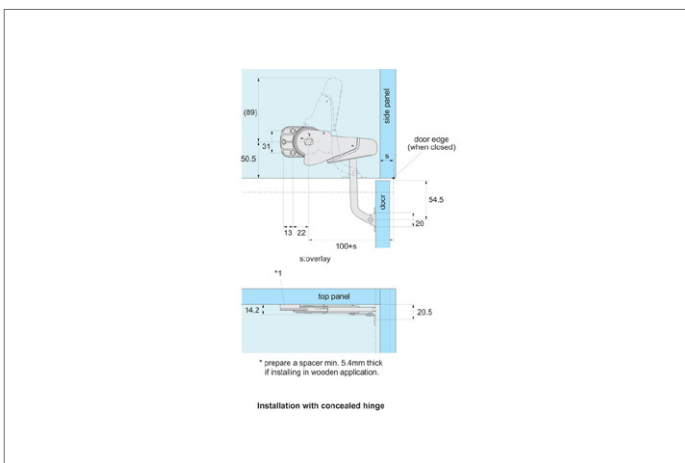 (89)
side panel
31
50.5
s
door edge
(when closed)
door
54.5
20
13 22
100+s
s:overlay
*1
top panel
14.2
20.5
* prepare a spacer min. 5.4mm thick
if installing in wooden application.
Installation with concealed hinge